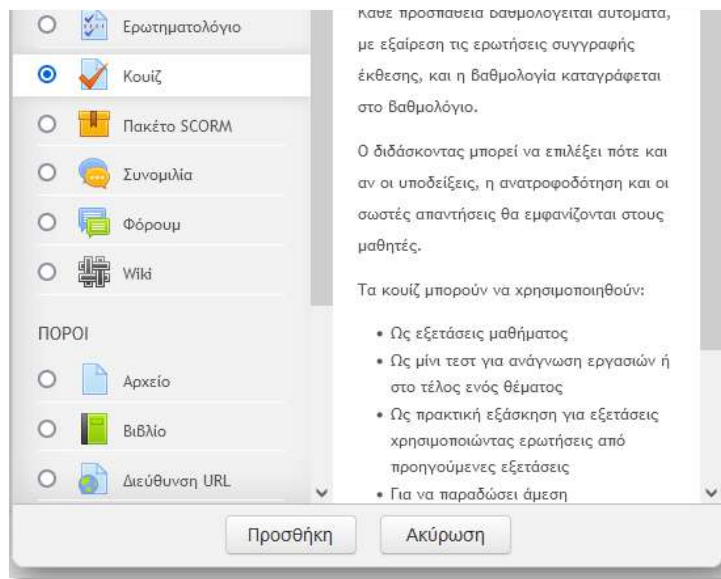 Ερωτηματολόγιο
Κουίζ
Πακέτο SCORM
Συνομιλία
Φόρουμ
Wiki
ΠΟΡΟΙ
Αρχείο
Βιβλίο
Διεύθυνση URL
Κάθε προσπάθεια βαθμολογείται αυτόματα,
με εξαίρεση τις ερωτήσεις συγγραφής
έκθεσης, και η βαθμολογία καταγράφεται
στο βαθμολόγιο.
Ο διδάσκοντας μπορεί να επιλέξει πότε και
αν οι υποδείξεις, η ανατροφοδότηση και οι
σωστές απαντήσεις θα εμφανίζονται στους
μαθητές.
Τα κουίζ μπορούν να χρησιμοποιηθούν:
• Ως εξετάσεις μαθήματος
• Ως μίνι τεστ για ανάγνωση εργασιών ή
στο τέλος ενός θέματος
• Ως πρακτική εξάσκηση για εξετάσεις
χρησιμοποιώντας ερωτήσεις από
προηγούμενες εξετάσεις
• Για να παραδώσει άμεση
Προσθήκη
Ακύρωση